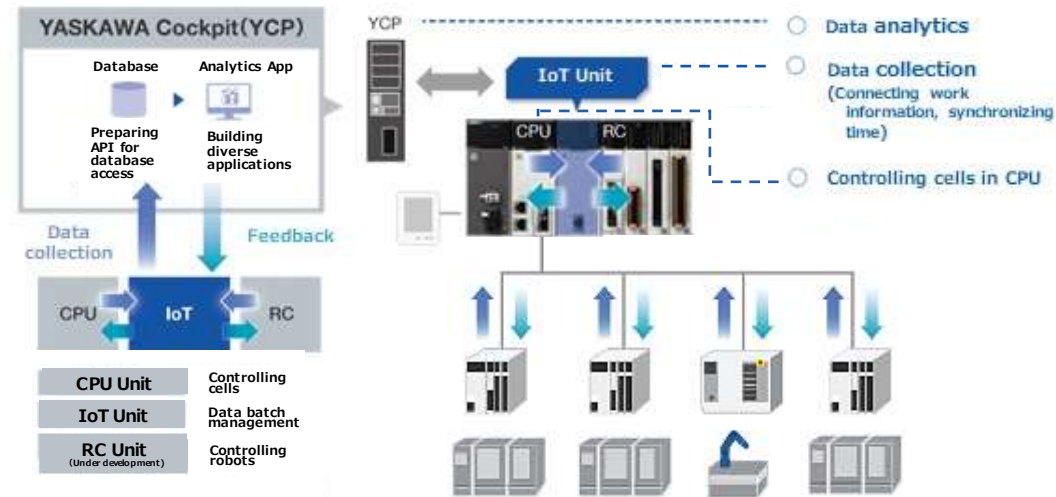 YASKAWA Cockpit(YCP)
Database
Analytics App
Preparing
API for
database
access
Building
diverse
applications
Data
collection
Feedback
CPU
IoT
RC
CPU Unit
Controlling
cells
IoT Unit
Data batch
management
RC Unit
(Under development)
Controlling
robots
YCP
IoT Unit
CPU
RC
Data analytics
Data collection
(Connecting work
information, synchronizing
time)
Controlling cells in CPU